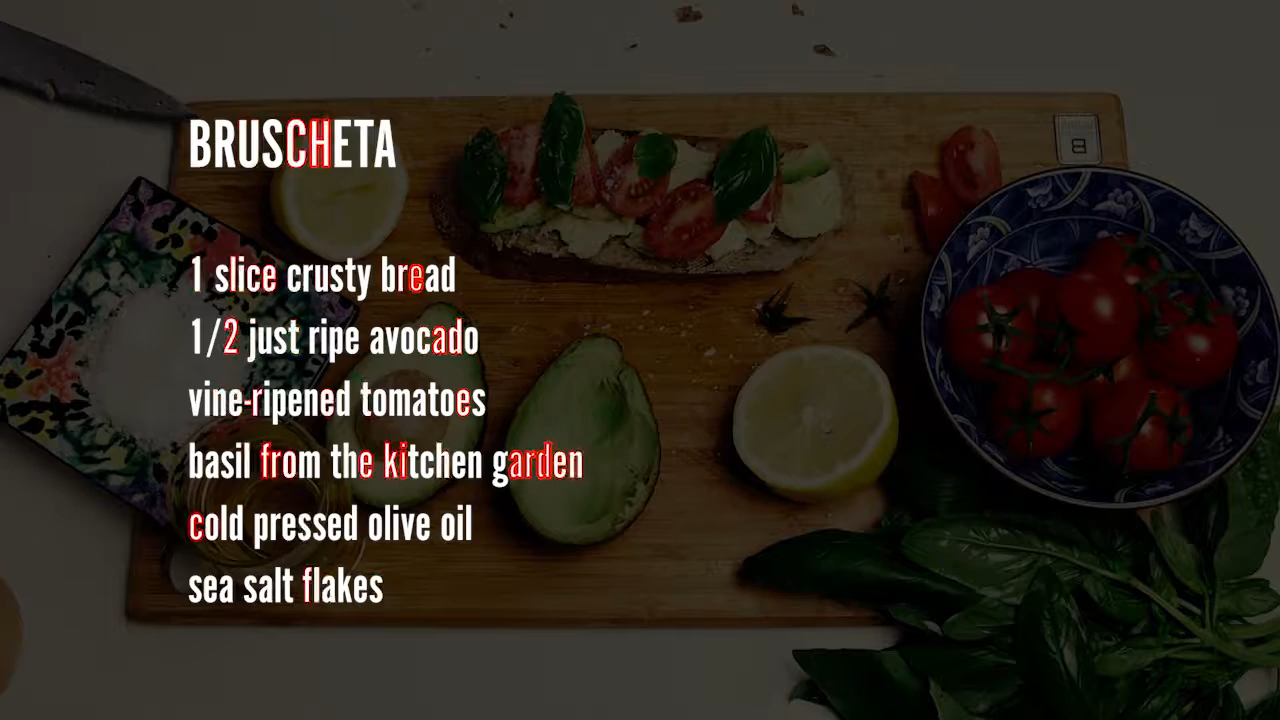 BRUSCHETA
1 slice crusty bread
1/2 just ripe avocado
vine-ripened tomatoes
basil from the kitchen garden
cold pressed olive oil
sea salt flakes